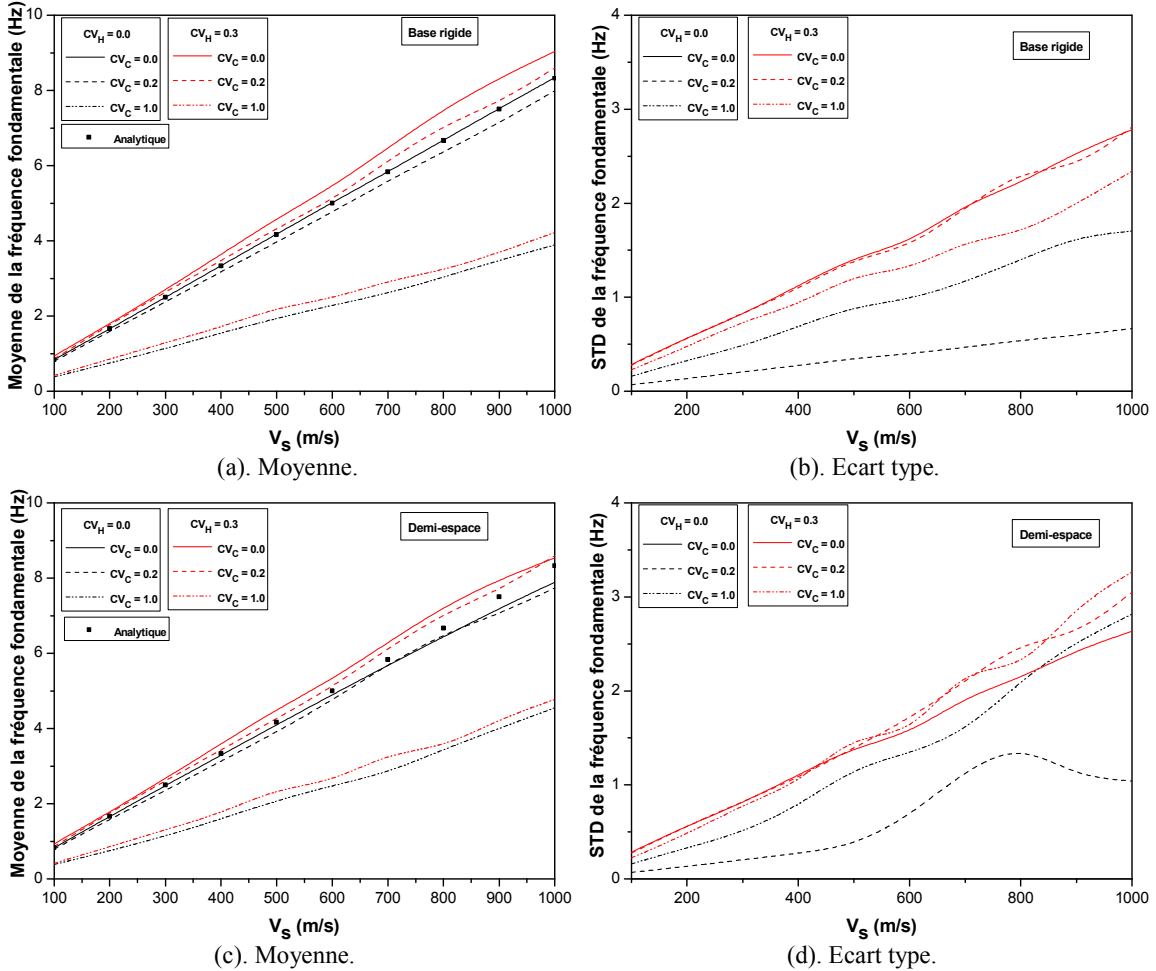 Moyenne de la fréquence fondamentale (Hz)
10
8
6
4
2
0
CV_H = 0.0
CV_C = 0.0
CV_C = 0.2
CV_C = 1.0
Analytique
CV_H = 0.3
CV_C = 0.0
CV_C = 0.2
CV_C = 1.0
Base rigide
100 200 300 400 500 600 700 800 900 1000
V_S (m/s)
(a). Moyenne.
STD de la fréquence fondamentale (Hz)
4
3
2
1
0
CV_H = 0.0
CV_C = 0.0
CV_C = 0.2
CV_C = 1.0
CV_H = 0.3
CV_C = 0.0
CV_C = 0.2
CV_C = 1.0
Base rigide
200 400 600 800 1000
V_S (m/s)
(b). Ecart type.
Moyenne de la fréquence fondamentale (Hz)
10
8
6
4
2
0
CV_H = 0.0
CV_C = 0.0
CV_C = 0.2
CV_C = 1.0
Analytique
CV_H = 0.3
CV_C = 0.0
CV_C = 0.2
CV_C = 1.0
Demi-espace
100 200 300 400 500 600 700 800 900 1000
V_S (m/s)
(c). Moyenne.
STD de la fréquence fondamentale (Hz)
4
3
2
1
0
CV_H = 0.0
CV_C = 0.0
CV_C = 0.2
CV_C = 1.0
CV_H = 0.3
CV_C = 0.0
CV_C = 0.2
CV_C = 1.0
Demi-espace
200 400 600 800 1000
V_S (m/s)
(d). Ecart type.